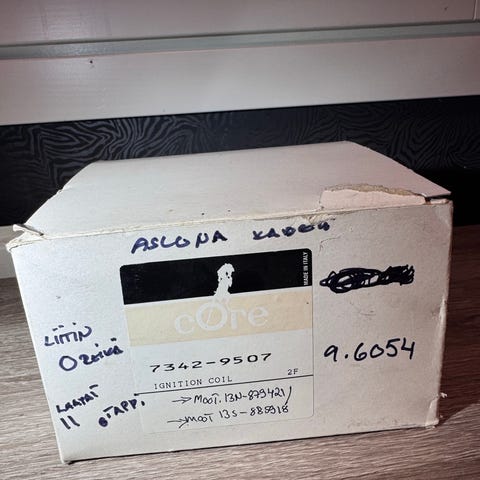 ASCONA KADETT
MADE IN ITALY
cOre
7342-9507
IGNITION COIL 2F
→MOOT. 13N-879421/
→MOOT 13S-885918
9.6054
LIITIN
LAATAT
11